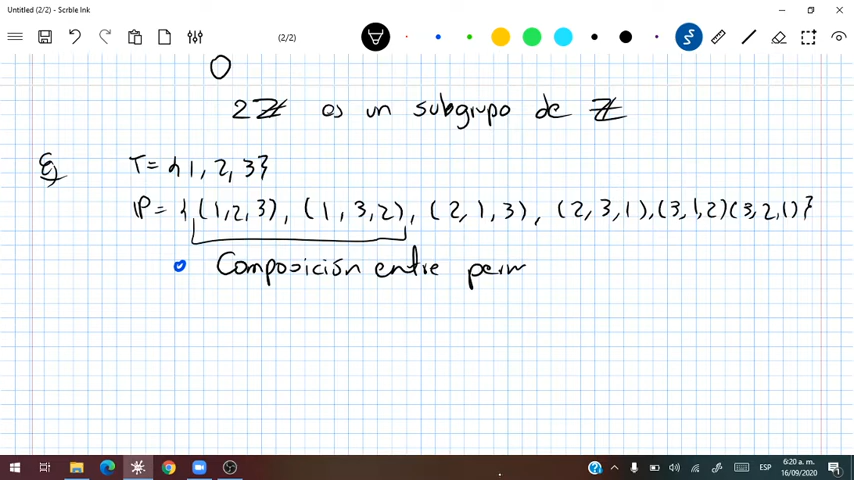 Untitled (2/2) - Scrble Ink
(2/2)
2ℤ es un subgrupo de ℤ
Ej T = {1, 2, 3}
ℙ = {(1,2,3), (1,3,2), (2,1,3), (2,3,1),(3,1,2)(3,2,1)}
Composición entre perm
ESP
6:20 a. m.
16/09/2020